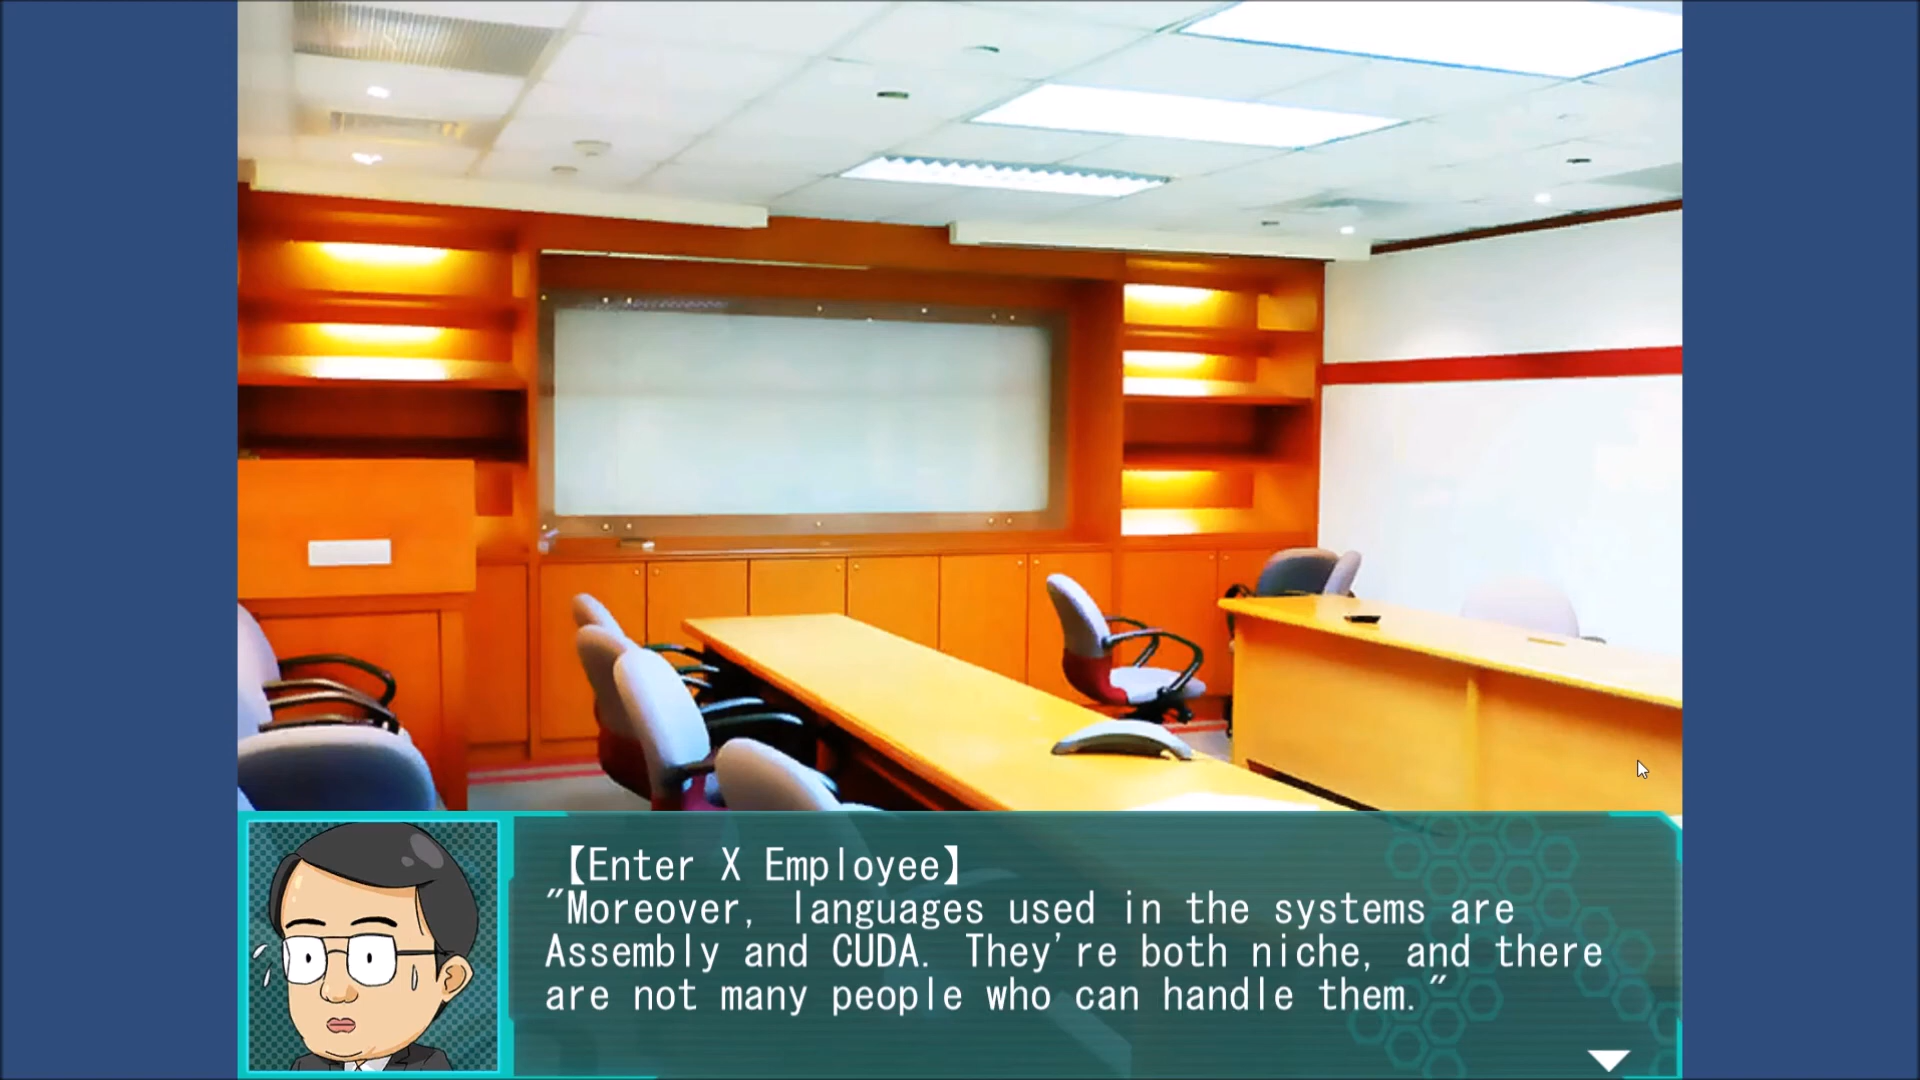 【Enter X Employee】
"Moreover, languages used in the systems are
Assembly and CUDA. They're both niche, and there
are not many people who can handle them."